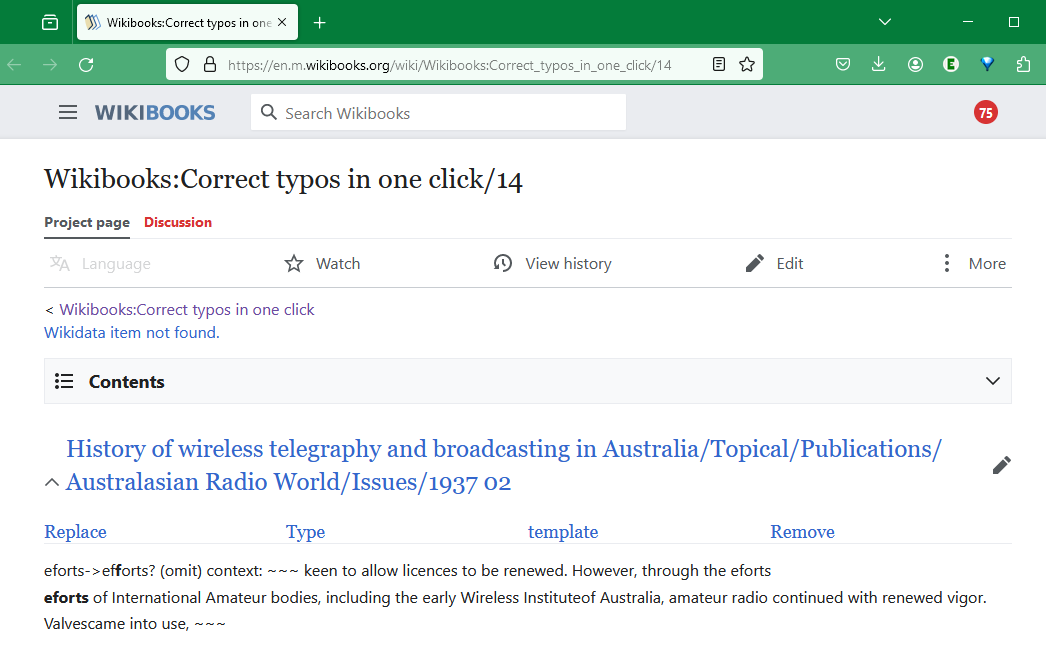 Wikibooks:Correct typos in one
https://en.m.wikibooks.org/wiki/Wikibooks:Correct_typos_in_one_click/14
WIKIBOOKS
Search Wikibooks
75
Wikibooks:Correct typos in one click/14
Project page Discussion
Language Watch View history Edit More
< Wikibooks:Correct typos in one click
Wikidata item not found.
Contents
History of wireless telegraphy and broadcasting in Australia/Topical/Publications/
Australasian Radio World/Issues/1937 02
Replace Type template Remove
eforts->efforts? (omit) context: ~~~ keen to allow licences to be renewed. However, through the eforts
eforts of International Amateur bodies, including the early Wireless Instituteof Australia, amateur radio continued with renewed vigor.
Valvescame into use, ~~~